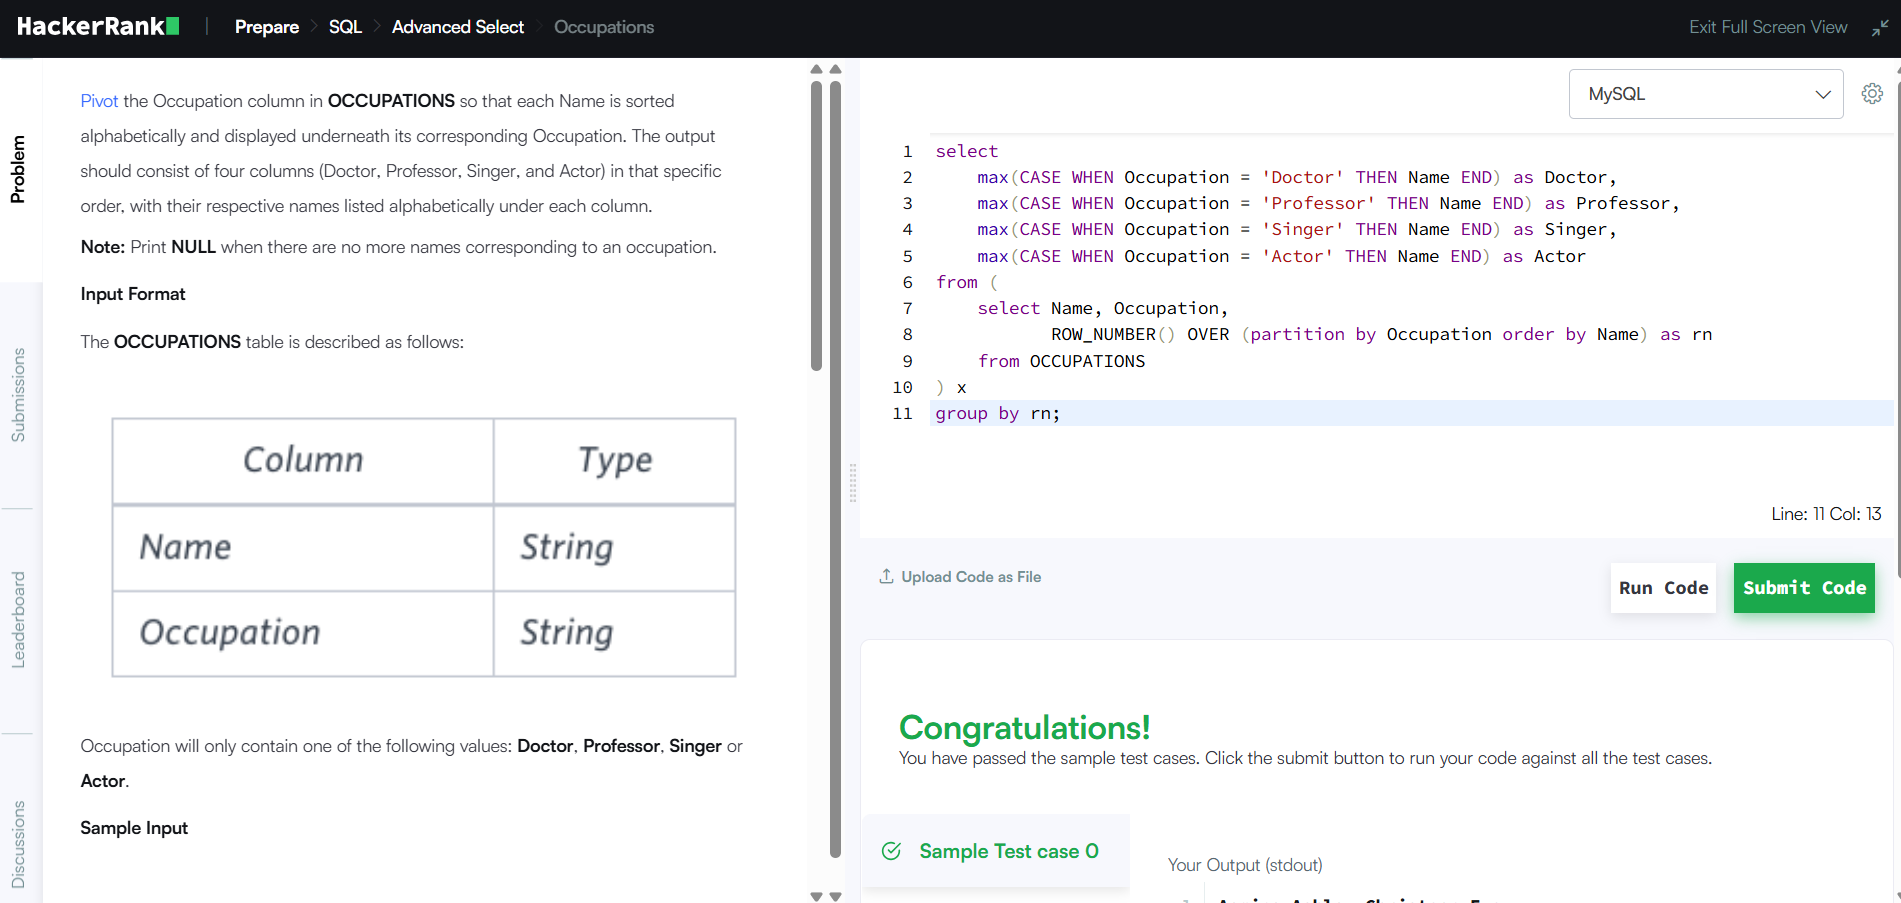 HackerRank | Prepare > SQL > Advanced Select > Occupations
Exit Full Screen View
Problem
Submissions
Leaderboard
Discussions
Pivot the Occupation column in OCCUPATIONS so that each Name is sorted
alphabetically and displayed underneath its corresponding Occupation. The output
should consist of four columns (Doctor, Professor, Singer, and Actor) in that specific
order, with their respective names listed alphabetically under each column.
Note: Print NULL when there are no more names corresponding to an occupation.
Input Format
The OCCUPATIONS table is described as follows:
Column Type
Name String
Occupation String
Occupation will only contain one of the following values: Doctor, Professor, Singer or
Actor.
Sample Input
MySQL
1 select
2 max(CASE WHEN Occupation = 'Doctor' THEN Name END) as Doctor,
3 max(CASE WHEN Occupation = 'Professor' THEN Name END) as Professor,
4 max(CASE WHEN Occupation = 'Singer' THEN Name END) as Singer,
5 max(CASE WHEN Occupation = 'Actor' THEN Name END) as Actor
6 from (
7 select Name, Occupation,
8 ROW_NUMBER() OVER (partition by Occupation order by Name) as rn
9 from OCCUPATIONS
10 ) x
11 group by rn;
Line: 11 Col: 13
Upload Code as File
Run Code
Submit Code
Congratulations!
You have passed the sample test cases. Click the submit button to run your code against all the test cases.
Sample Test case 0
Your Output (stdout)